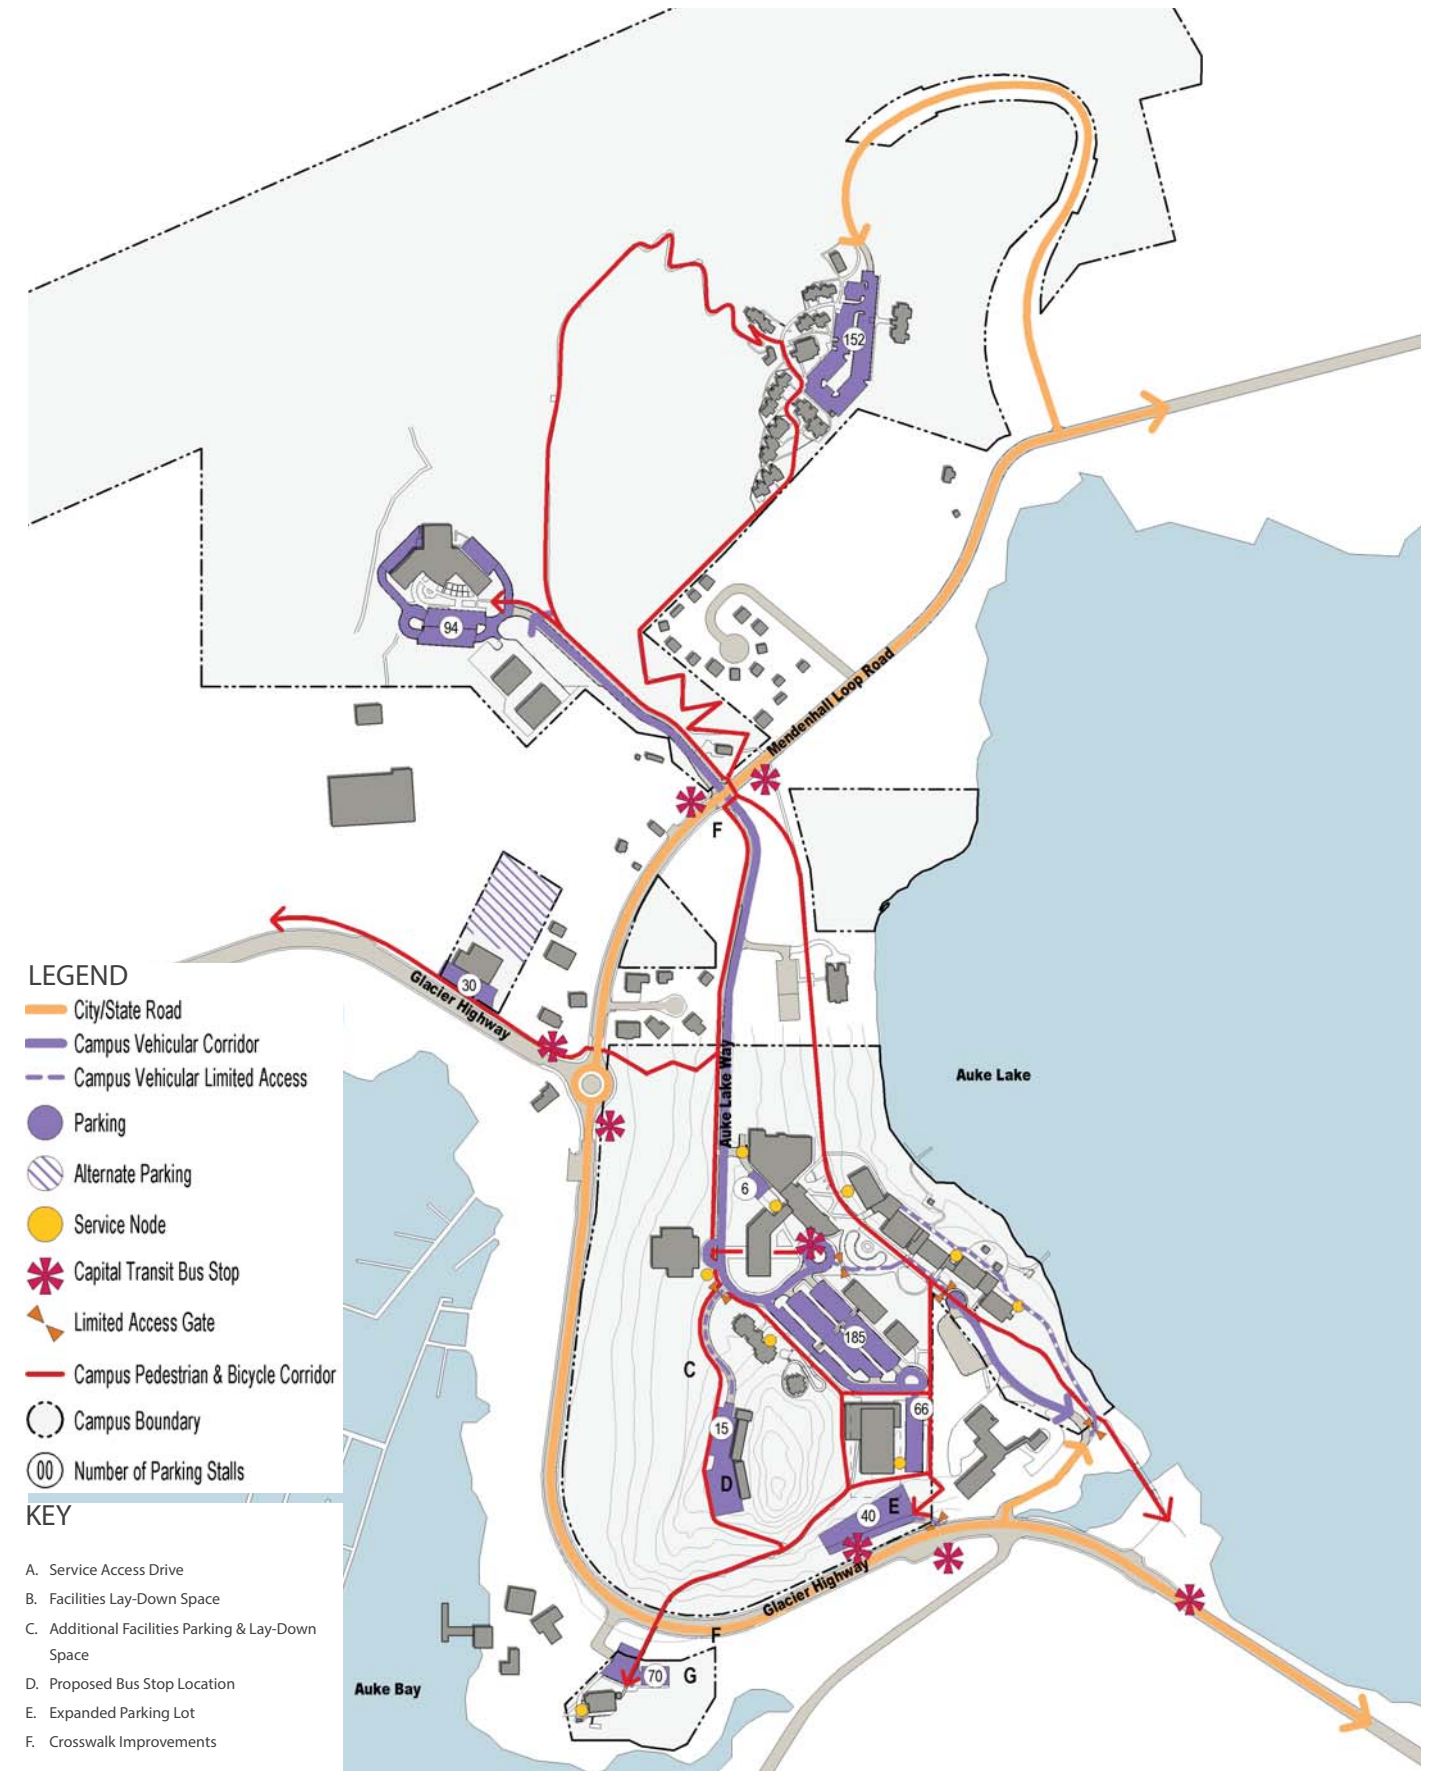 152
94
Mendenhall Loop Road
F
30
Glacier Highway
LEGEND
City/State Road
Campus Vehicular Corridor
Campus Vehicular Limited Access
Parking
Alternate Parking
Service Node
Capital Transit Bus Stop
Limited Access Gate
Campus Pedestrian & Bicycle Corridor
Campus Boundary
00 Number of Parking Stalls
KEY
A. Service Access Drive
B. Facilities Lay-Down Space
C. Additional Facilities Parking & Lay-Down
Space
D. Proposed Bus Stop Location
E. Expanded Parking Lot
F. Crosswalk Improvements
Auke Lake Way
Auke Lake
6
185
C
66
15
D
E
40
Glacier Highway
F
70
G
Auke Bay